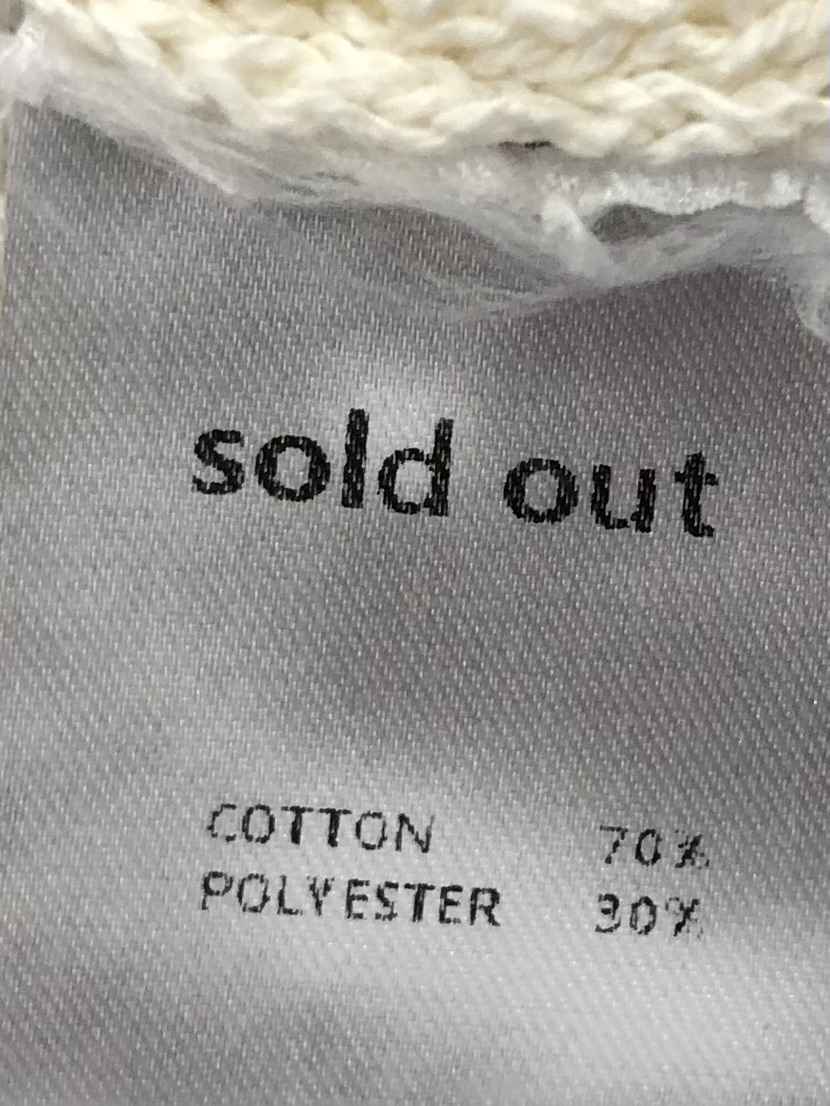 sold out
COTTON 70%
POLYESTER 30%